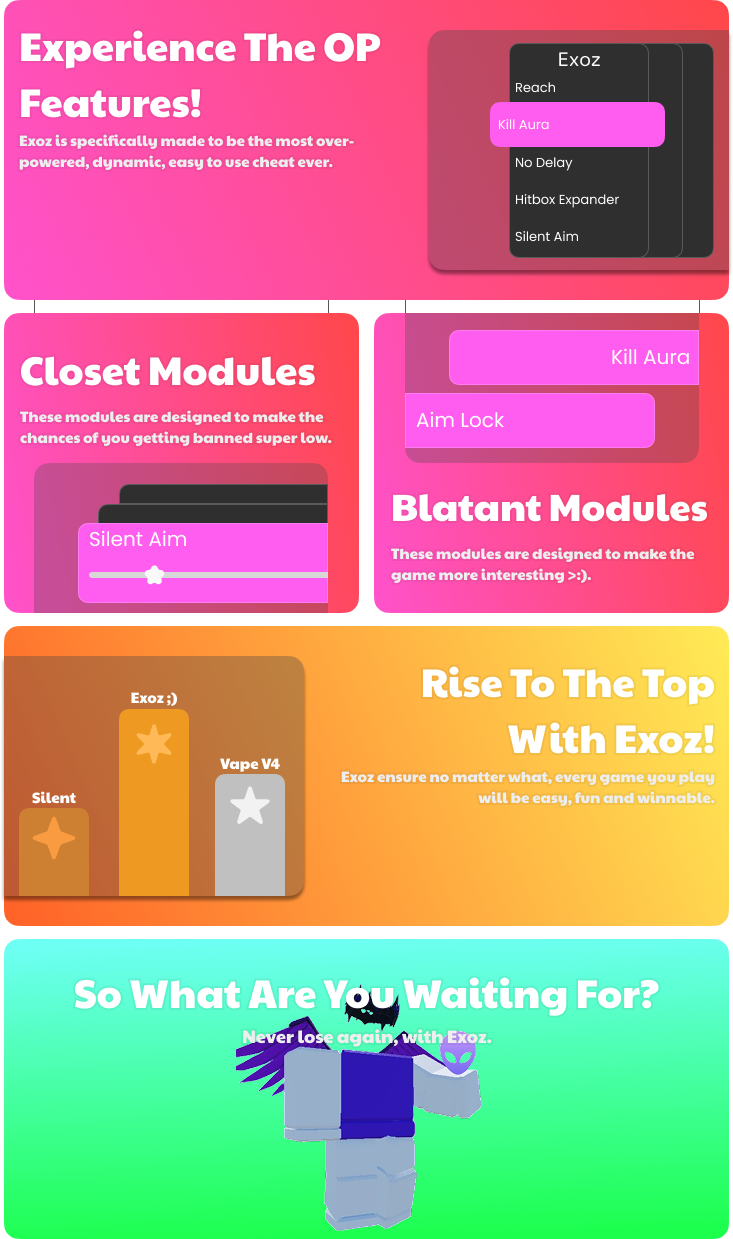 Experience The OP
Features!
Exoz is specifically made to be the most over-
powered, dynamic, easy to use cheat ever.
Exoz
Reach
Kill Aura
No Delay
Hitbox Expander
Silent Aim
Closet Modules
These modules are designed to make the
chances of you getting banned super low.
Silent Aim
Kill Aura
Aim Lock
Blatant Modules
These modules are designed to make the
game more interesting >:).
Exoz ;)
Vape V4
Silent
Rise To The Top
With Exoz!
Exoz ensure no matter what, every game you play
will be easy, fun and winnable.
So What Are You Waiting For?
Never lose again, with Exoz.